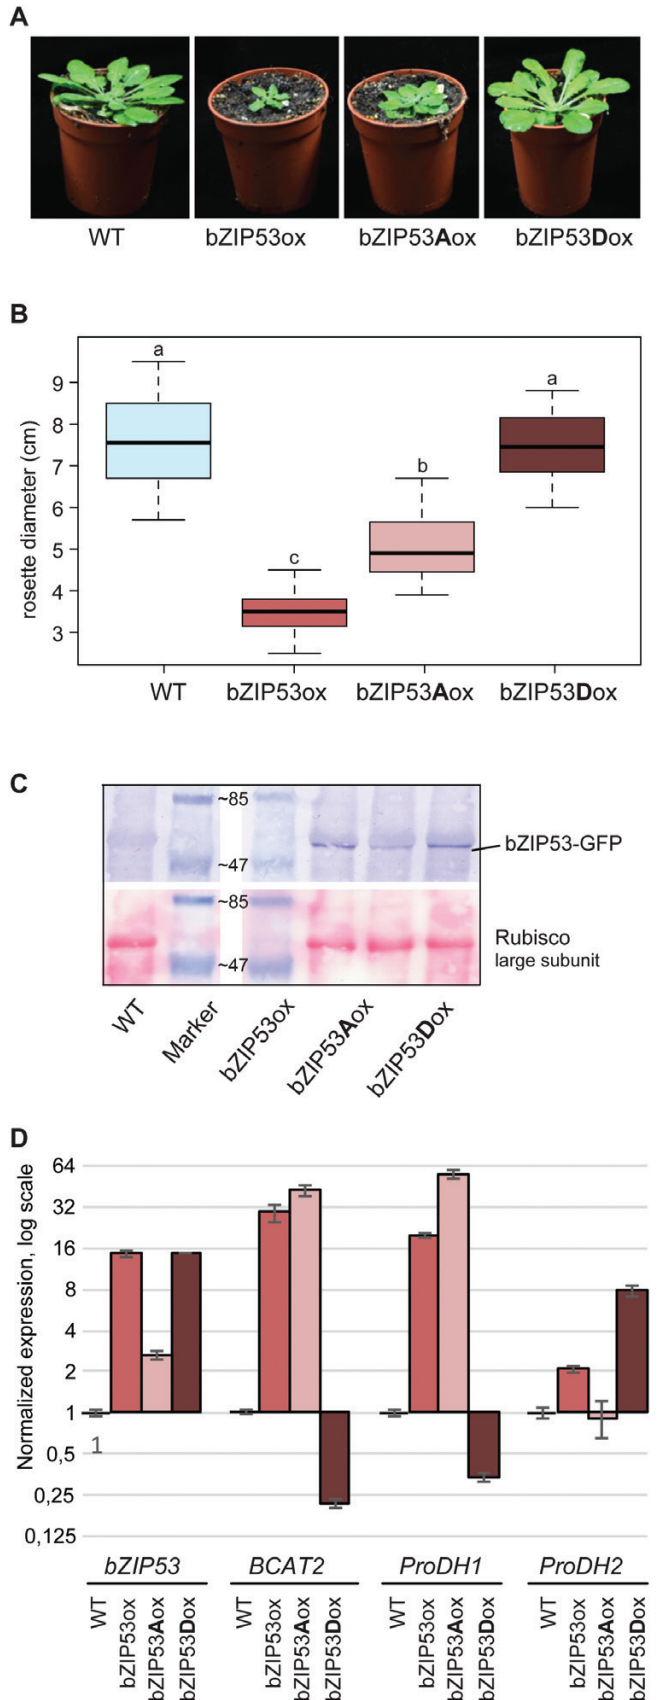 A
WT
bZIP53ox
bZIP53Aox
bZIP53Dox
B
rosette diameter (cm)
9
8
7
6
5
4
3
a
c
b
a
WT
bZIP53ox
bZIP53Aox
bZIP53Dox
C
~85
~47
bZIP53-GFP
~85
~47
Rubisco
large subunit
WT
Marker
bZIP53ox
bZIP53Aox
bZIP53Dox
D
Normalized expression, log scale
64
32
16
8
4
2
1
0,5
0,25
0,125
1
bZIP53
BCAT2
ProDH1
ProDH2
WT
bZIP53ox
bZIP53Aox
bZIP53Dox
WT
bZIP53ox
bZIP53Aox
bZIP53Dox
WT
bZIP53ox
bZIP53Aox
bZIP53Dox
WT
bZIP53ox
bZIP53Aox
bZIP53Dox